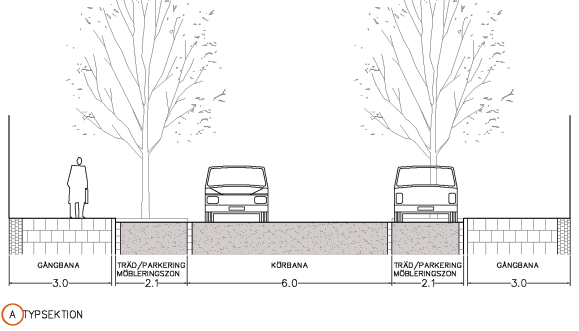 GÅNGBANA TRÄD/PARKERING KÖRBANA TRÄD/PARKERING GÅNGBANA
MÖBLERINGSZON MÖBLERINGSZON
3.0 2.1 6.0 2.1 3.0
A TYPSEKTION